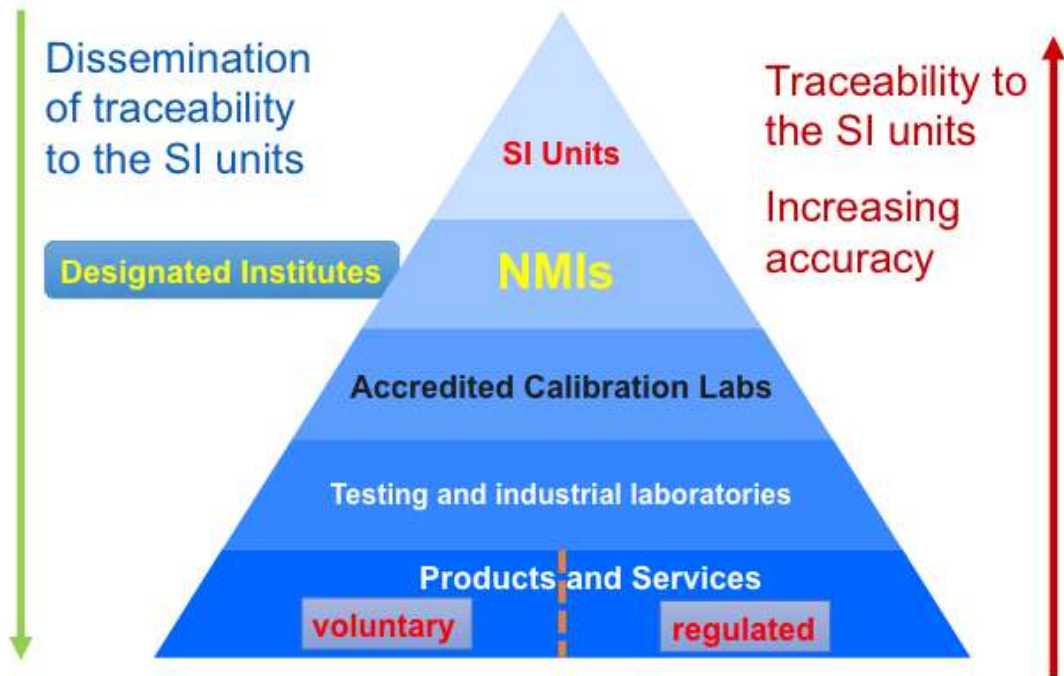 Dissemination
of traceability
to the SI units
Traceability to
the SI units
Increasing
accuracy
SI Units
Designated Institutes
NMIs
Accredited Calibration Labs
Testing and industrial laboratories
Products and Services
voluntary
regulated